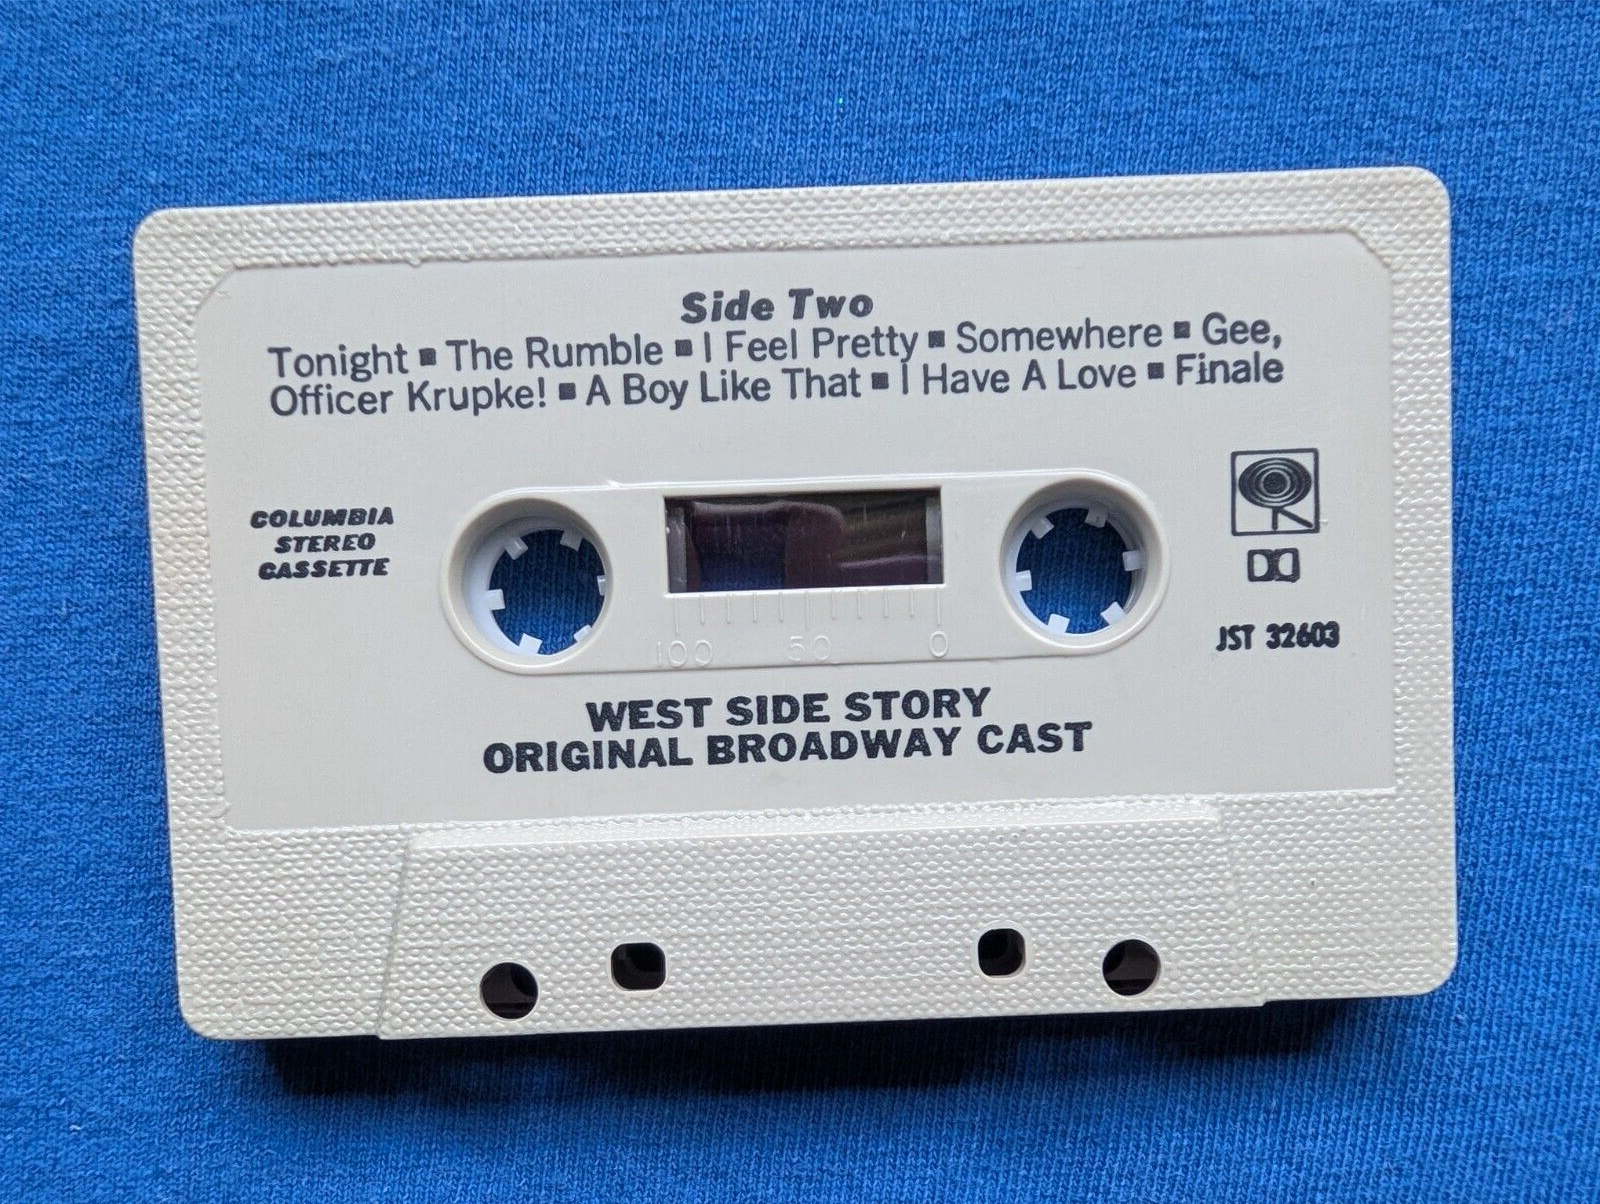 Side Two
Tonight ▪ The Rumble ▪ I Feel Pretty ▪ Somewhere ▪ Gee,
Officer Krupke! ▪ A Boy Like That ▪ I Have A Love ▪ Finale
COLUMBIA
STEREO
CASSETTE
100 50 0
JST 32603
WEST SIDE STORY
ORIGINAL BROADWAY CAST